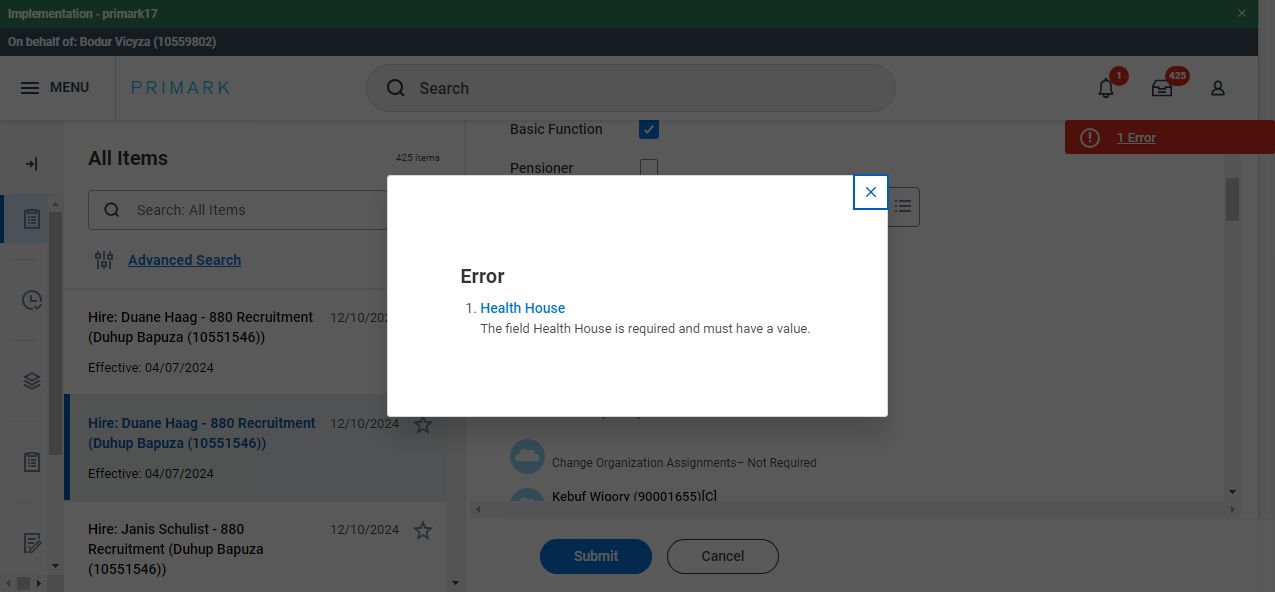 Implementation - primark17
On behalf of: Bodur Vicyza (10559802)
MENU
PRIMARK
Search
1
425
1 Error
All Items
425 items
Search: All Items
Advanced Search
Hire: Duane Haag - 880 Recruitment
(Duhup Bapuza (10551546))
12/10/202
Effective: 04/07/2024
Hire: Duane Haag - 880 Recruitment
(Duhup Bapuza (10551546))
12/10/2024
Effective: 04/07/2024
Hire: Janis Schulist - 880
Recruitment (Duhup Bapuza
(10551546))
12/10/2024
Basic Function
Pensioner
Error
1. Health House
The field Health House is required and must have a value.
Change Organization Assignments– Not Required
Kebuf Wigory (90001655)[C]
Submit
Cancel